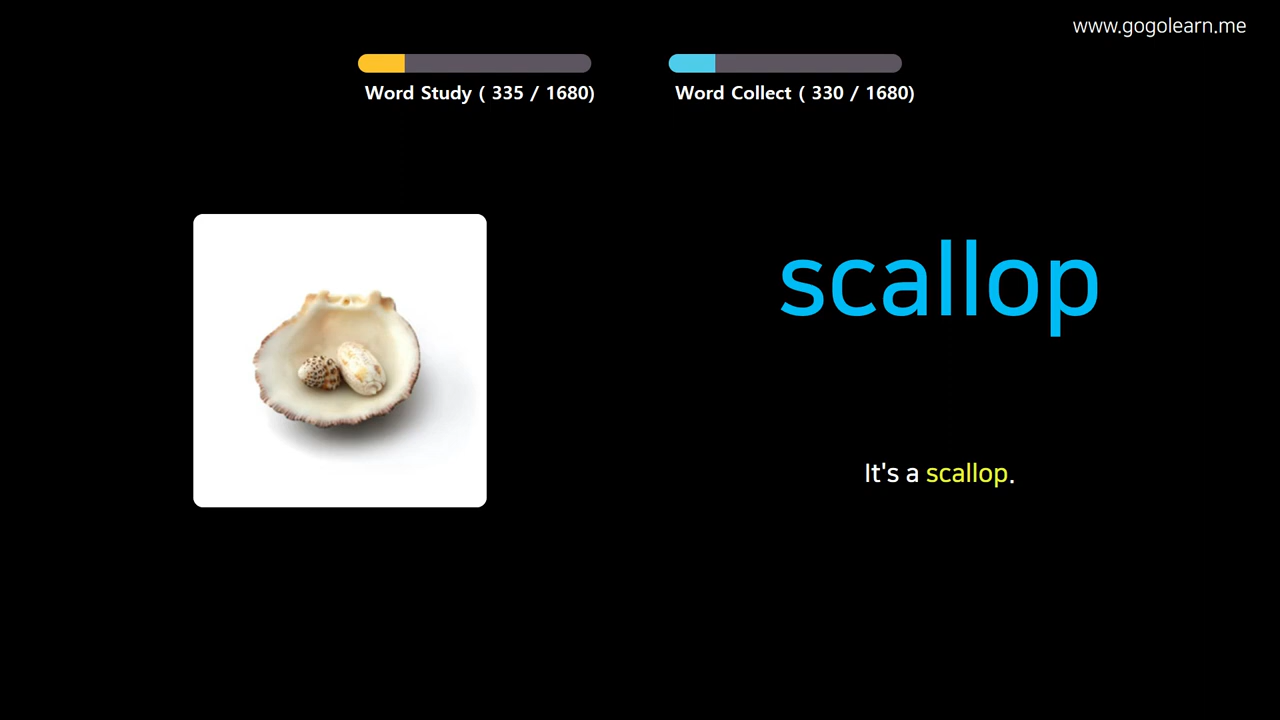 www.gogolearn.me
Word Study ( 335 / 1680)
Word Collect ( 330 / 1680)
scallop
It's a scallop.